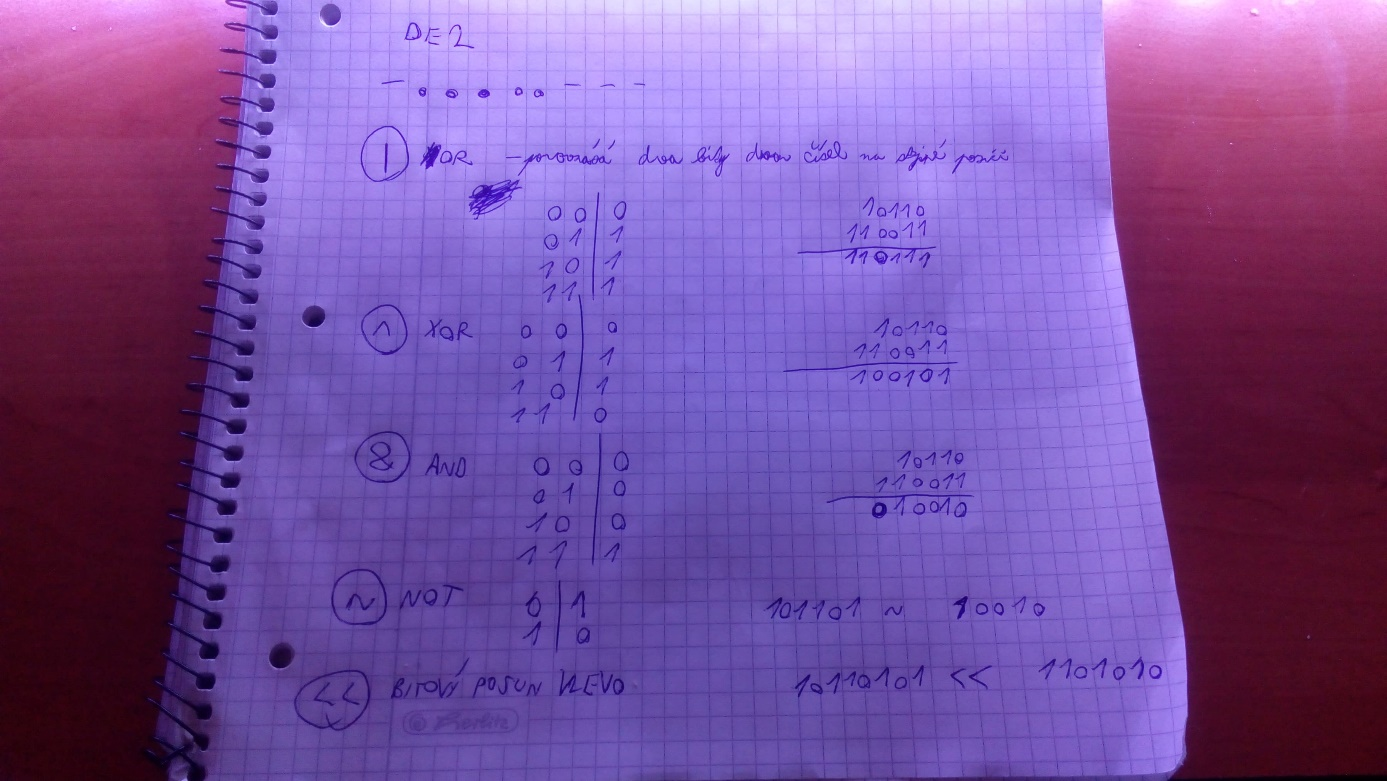 DE2
– . . . . . – – –
| OR – porovnává dva bity dvou čísel na stejné pozici
0 0 | 0
0 1 | 1
1 0 | 1
1 1 | 1
10110
110011
110111
^ XOR
0 0 | 0
0 1 | 1
1 0 | 1
1 1 | 0
10110
110011
100101
& AND
0 0 | 0
0 1 | 0
1 0 | 0
1 1 | 1
10110
110011
010010
~ NOT
0 | 1
1 | 0
101101 ~ 10010
<< BITOVÝ POSUN VLEVO 10110101 << 1101010